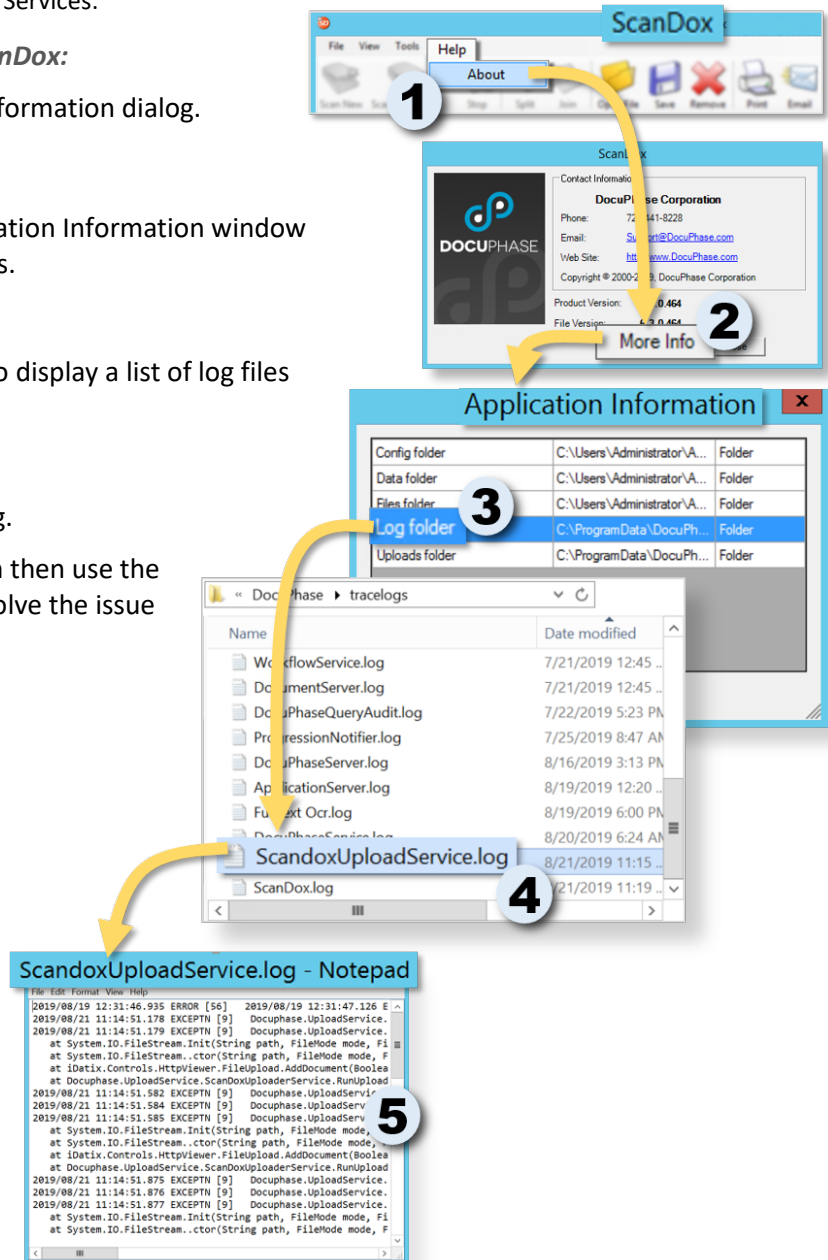 Services.
nDox:
formation dialog.
ation Information window
s.
o display a list of log files
g.
n then use the
olve the issue
ScanDox
File View Tools Help
About
1
Scan New Stop Split Join File Save Remove Print Email
Contact Information
Corporation
Phone:
Email:
DOCUPHASE
Web Site: www.DocuPhase.com
Copyright © DocuPhase Corporation
Product Version: 0.464
File Version: 0.464
2
More Info
Application Information x
Config folder C:\Users\Administrator\A... Folder
Data folder C:\Users\Administrator\A... Folder
Files folder C:\Users\Administrator\A... Folder
3
Log folder C:\ProgramData\DocuPh... Folder
Uploads folder C:\ProgramData\DocuPh... Folder
« tracelogs
Name Date modified
7/21/2019 12:45 ..
7/21/2019 12:45 ..
7/22/2019 5:23 PM
7/25/2019 8:47 AM
8/16/2019 3:13 PM
8/19/2019 12:20 ..
Ocr.log 8/19/2019 6:00 PM
8/20/2019 6:24 AM
ScandoxUploadService.log 8/21/2019 11:15 ..
4
ScanDox.log /21/2019 11:19 ..
ScandoxUploadService.log - Notepad
File Edit Format View Help
2019/08/19 12:31:46.935 ERROR [56] 2019/08/19 12:31:47.126 E
2019/08/21 11:14:51.178 EXCEPTN [9] Docuphase.UploadService.
2019/08/21 11:14:51.179 EXCEPTN [9] Docuphase.UploadService.
at System.IO.FileStream.Init(String path, FileMode mode, Fi
at System.IO.FileStream..ctor(String path, FileMode mode, F
at iDatix.Controls.HttpViewer.FileUpload.AddDocument(Boolea
at Docuphase.UploadService.ScanDoxUploaderService.RunUpload
2019/08/21 11:14:51.582 EXCEPTN [9] Docuphase.UploadServic
2019/08/21 11:14:51.584 EXCEPTN [9] Docuphase.UploadServ
2019/08/21 11:14:51.585 EXCEPTN [9] Docuphase.UploadServ
5
at System.IO.FileStream.Init(String path, FileMode mode,
at System.IO.FileStream..ctor(String path, FileMode mode,
at iDatix.Controls.HttpViewer.FileUpload.AddDocument(Boolea
at Docuphase.UploadService.ScanDoxUploaderService.RunUpload
2019/08/21 11:14:51.875 EXCEPTN [9] Docuphase.UploadService.
2019/08/21 11:14:51.876 EXCEPTN [9] Docuphase.UploadService.
2019/08/21 11:14:51.877 EXCEPTN [9] Docuphase.UploadService.
at System.IO.FileStream.Init(String path, FileMode mode, Fi
at System.IO.FileStream..ctor(String path, FileMode mode, F